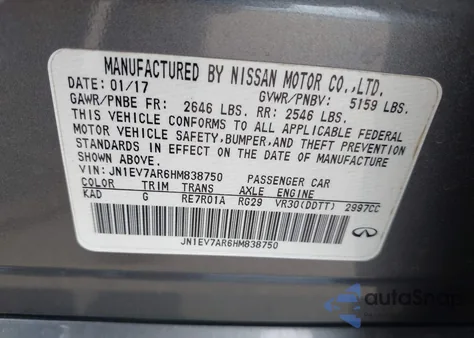 MANUFACTURED BY NISSAN MOTOR CO.,LTD.
DATE: 01/17 GVWR/PNBV: 5159 LBS.
GAWR/PNBE FR: 2646 LBS. RR: 2546 LBS.
THIS VEHICLE CONFORMS TO ALL APPLICABLE FEDERAL
MOTOR VEHICLE SAFETY,BUMPER,AND THEFT PREVENTION
STANDARDS IN EFFECT ON THE DATE OF MANUFACTURE
SHOWN ABOVE.
VIN: JN1EV7AR6HM838750 PASSENGER CAR
COLOR TRIM TRANS AXLE ENGINE
KAD G RE7R01A RG29 VR30(DDTT) 2997CC
JN1EV7AR6HM838750
autoSnap